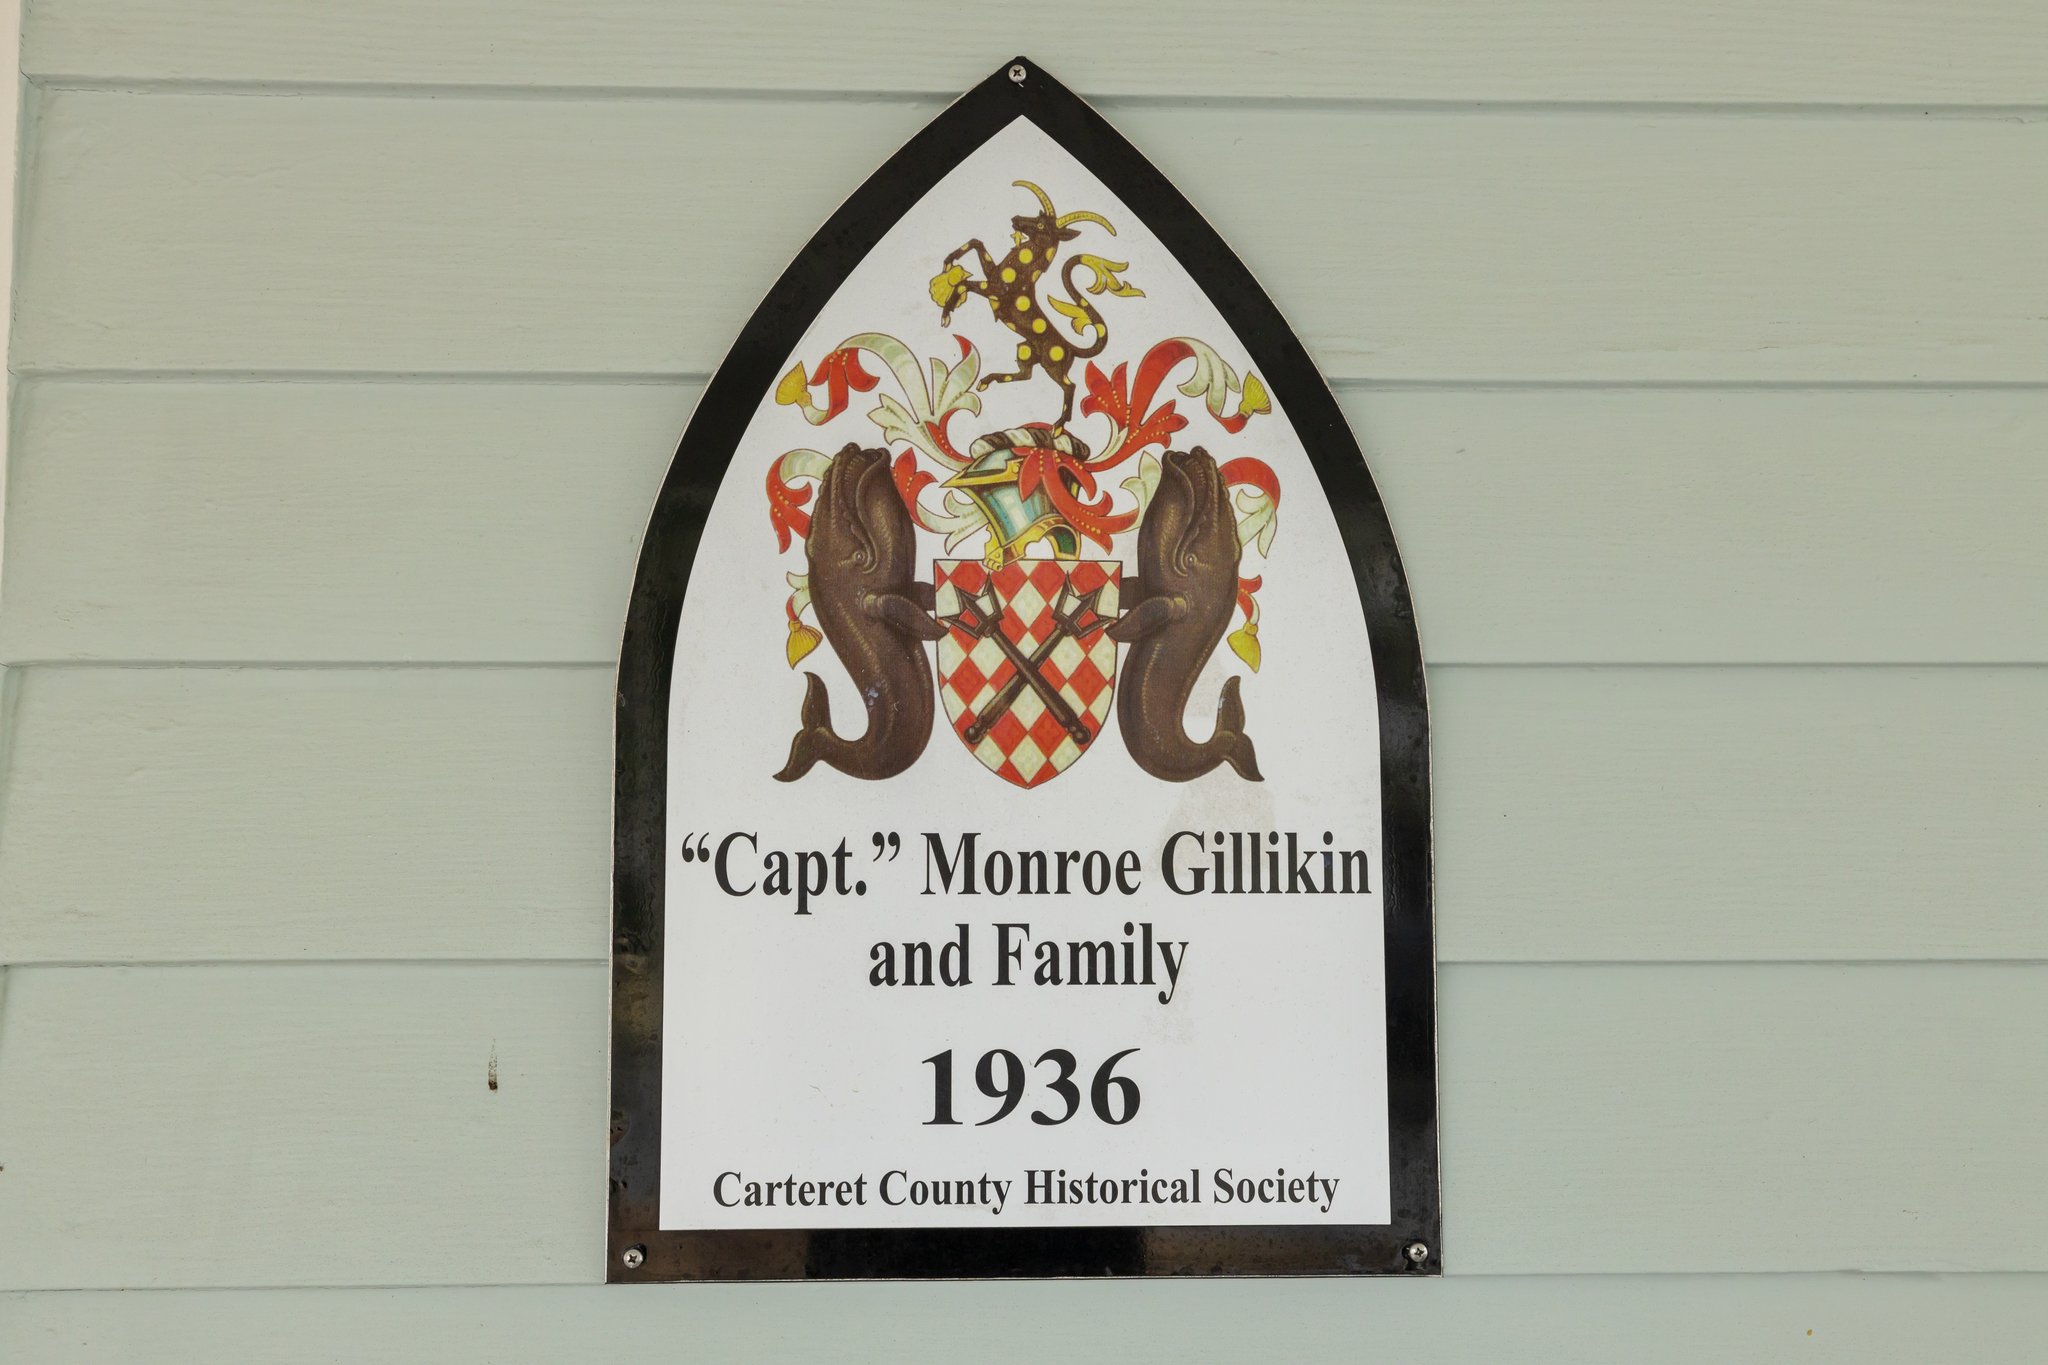 “Capt.” Monroe Gillikin
and Family
1936
Carteret County Historical Society